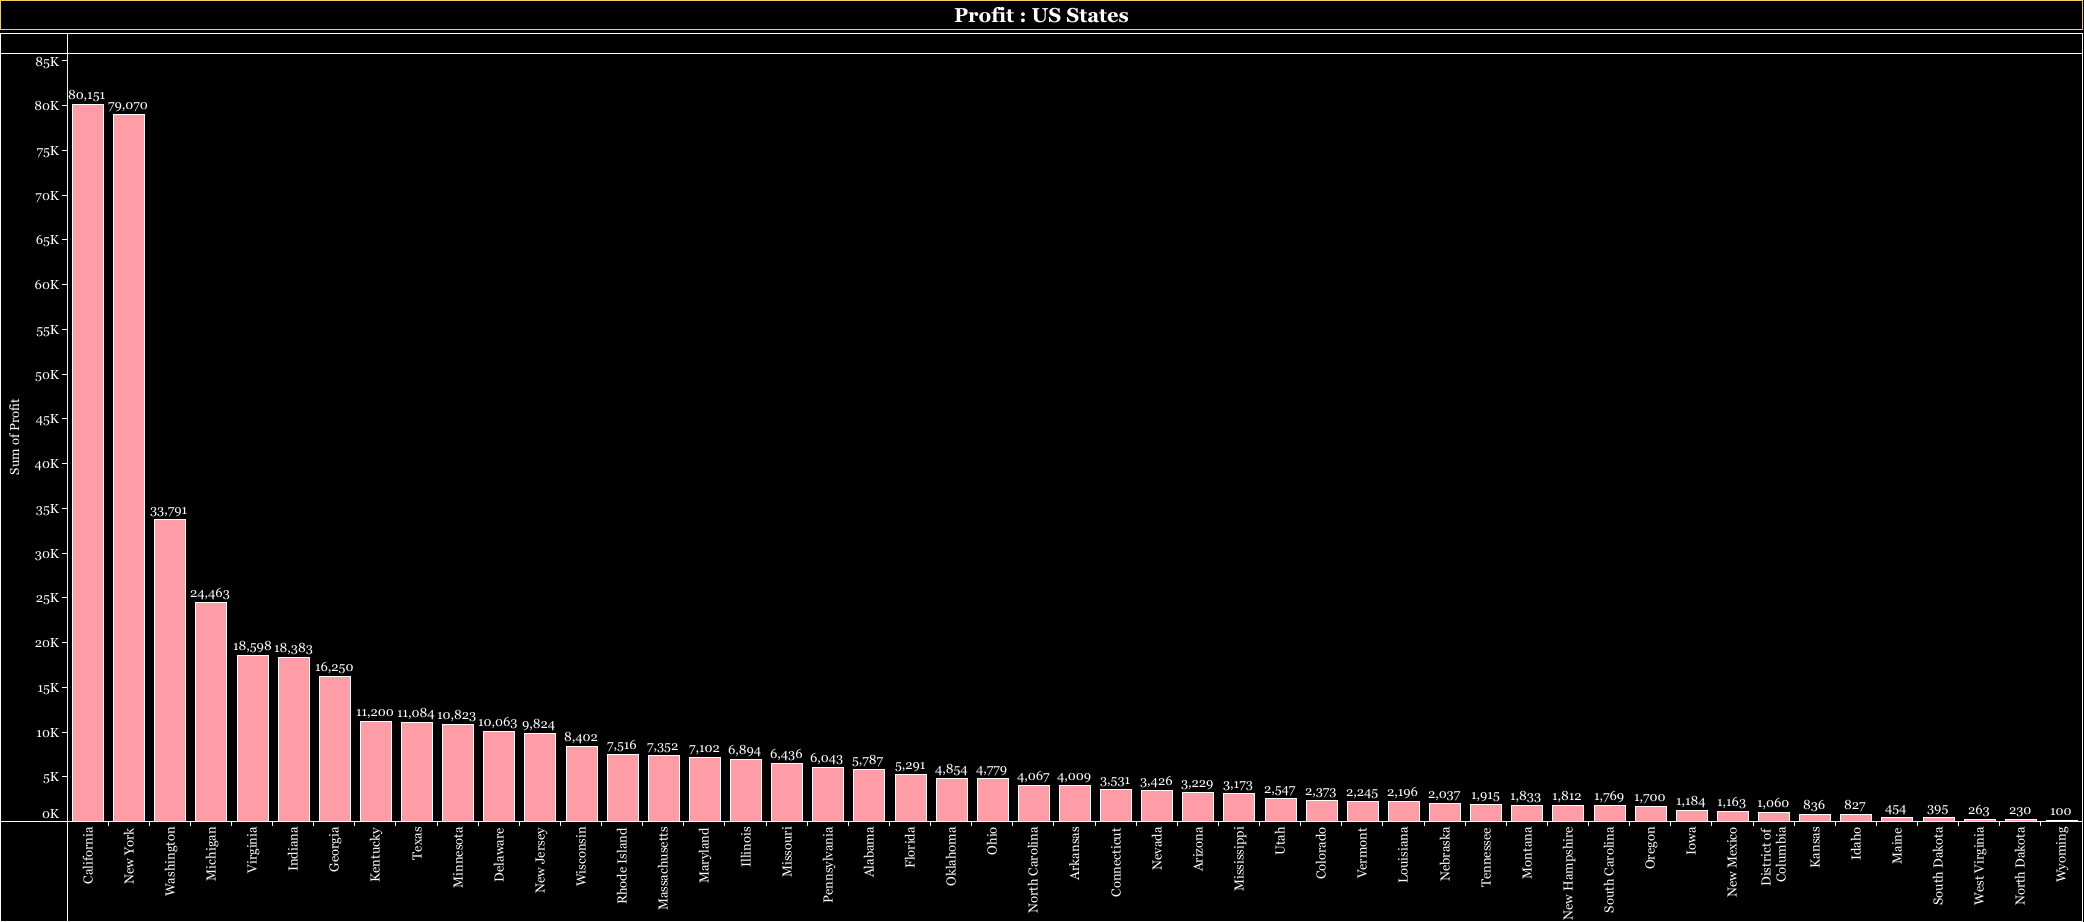 Profit : US States
85K
80K
75K
70K
65K
60K
55K
50K
45K
40K
35K
30K
25K
20K
15K
10K
5K
0K
Sum of Profit
80,151
79,070
33,791
24,463
18,598
18,383
16,250
11,200
11,084
10,823
10,063
9,824
8,402
7,516
7,352
7,102
6,894
6,436
6,043
5,787
5,291
4,854
4,779
4,067
4,009
3,531
3,426
3,229
3,173
2,547
2,373
2,245
2,196
2,037
1,915
1,833
1,812
1,769
1,700
1,184
1,163
1,060
836
827
454
395
263
230
100
California
New York
Washington
Michigan
Virginia
Indiana
Georgia
Kentucky
Texas
Minnesota
Delaware
New Jersey
Wisconsin
Rhode Island
Massachusetts
Maryland
Illinois
Missouri
Pennsylvania
Alabama
Florida
Oklahoma
Ohio
North Carolina
Arkansas
Connecticut
Nevada
Arizona
Mississippi
Utah
Colorado
Vermont
Louisiana
Nebraska
Tennessee
Montana
New Hampshire
South Carolina
Oregon
Iowa
New Mexico
District of
Columbia
Kansas
Idaho
Maine
South Dakota
West Virginia
North Dakota
Wyoming